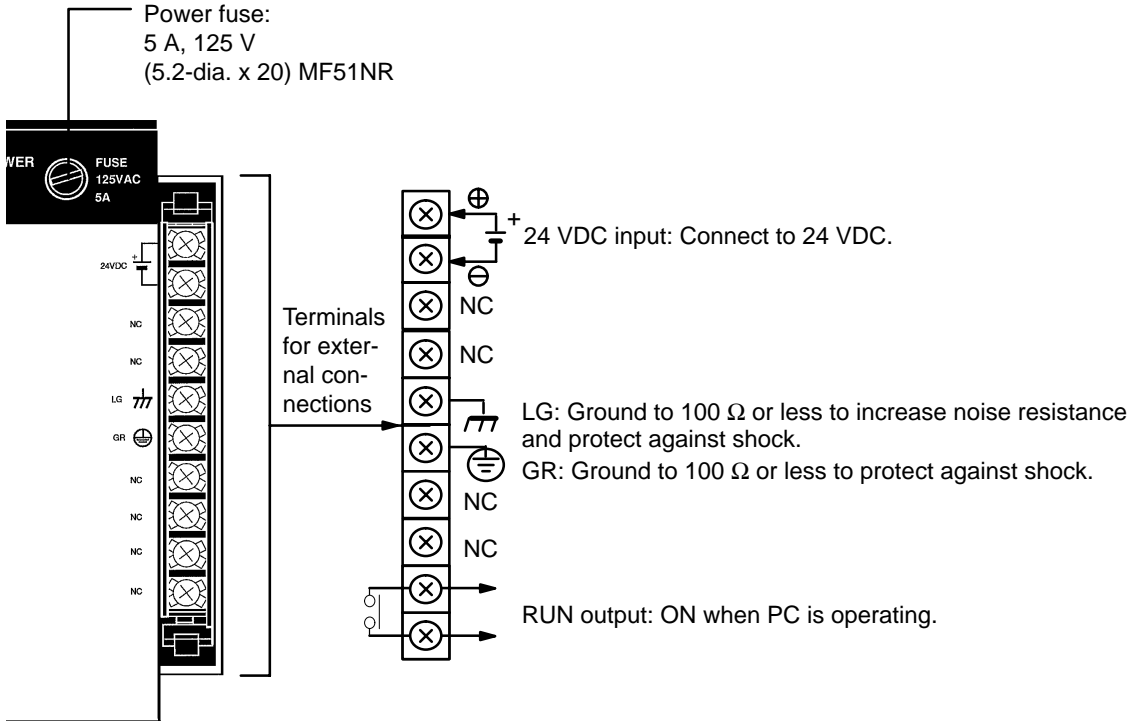 Power fuse:
5 A, 125 V
(5.2-dia. x 20) MF51NR
WER
FUSE
125VAC
5A
24VDC
+
NC
NC
LG
GR
NC
NC
NC
NC
Terminals
for exter-
nal con-
nections
⊕
+
24 VDC input: Connect to 24 VDC.
⊖
NC
NC
LG: Ground to 100 Ω or less to increase noise resistance
and protect against shock.
GR: Ground to 100 Ω or less to protect against shock.
NC
NC
RUN output: ON when PC is operating.